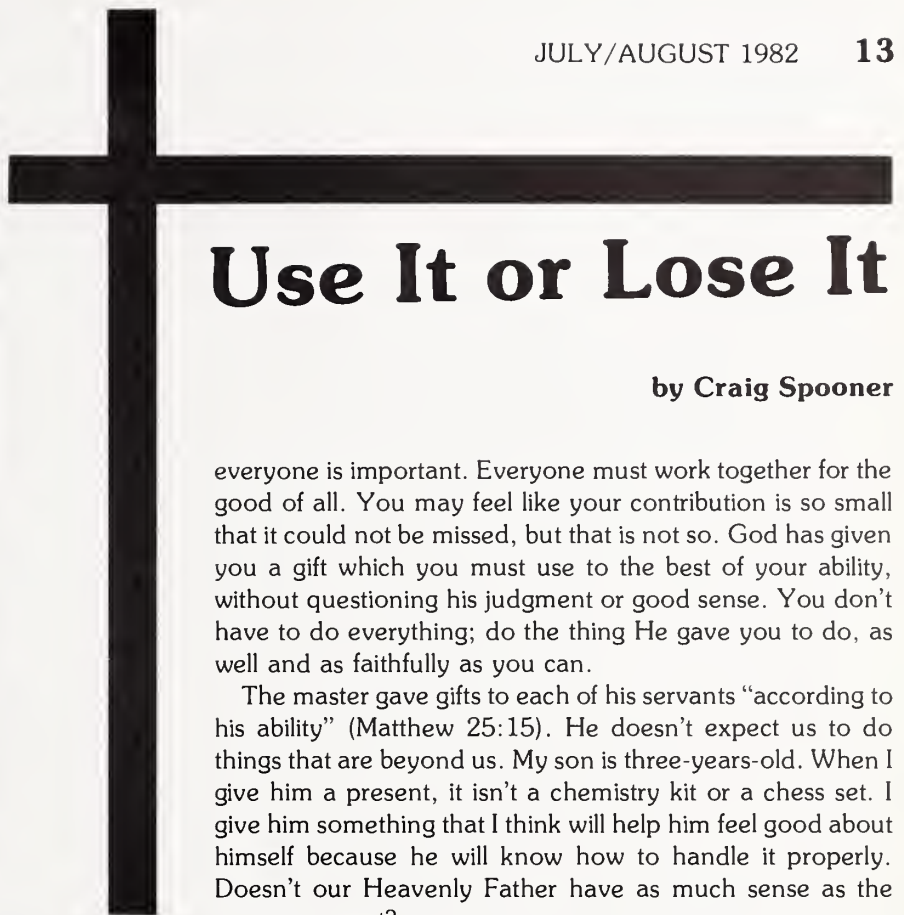 JULY/AUGUST 1982 13
Use It or Lose It
by Craig Spooner
everyone is important. Everyone must work together for the
good of all. You may feel like your contribution is so small
that it could not be missed, but that is not so. God has given
you a gift which you must use to the best of your ability,
without questioning his judgment or good sense. You don't
have to do everything; do the thing He gave you to do, as
well and as faithfully as you can.
The master gave gifts to each of his servants “according to
his ability” (Matthew 25:15). He doesn't expect us to do
things that are beyond us. My son is three-years-old. When I
give him a present, it isn't a chemistry kit or a chess set. I
give him something that I think will help him feel good about
himself because he will know how to handle it properly.
Doesn't our Heavenly Father have as much sense as the